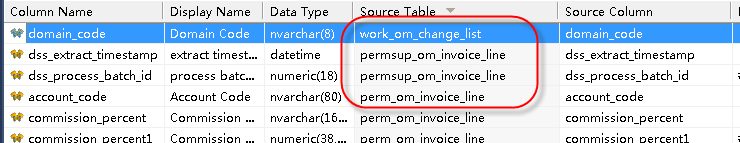 Column Name Display Name Data Type Source Table Source Column
domain_code Domain Code nvarchar(8) work_om_change_list domain_code
dss_extract_timestamp extract timest... datetime permsup_om_invoice_line dss_extract_timestamp
dss_process_batch_id process batc... numeric(18) permsup_om_invoice_line dss_process_batch_id
account_code Account Code nvarchar(80) perm_om_invoice_line account_code
commission_percent Commission ... nvarchar(16... perm_om_invoice_line commission_percent
commission_percent1 Commission ... numeric(38... perm_om_invoice_line commission_percent